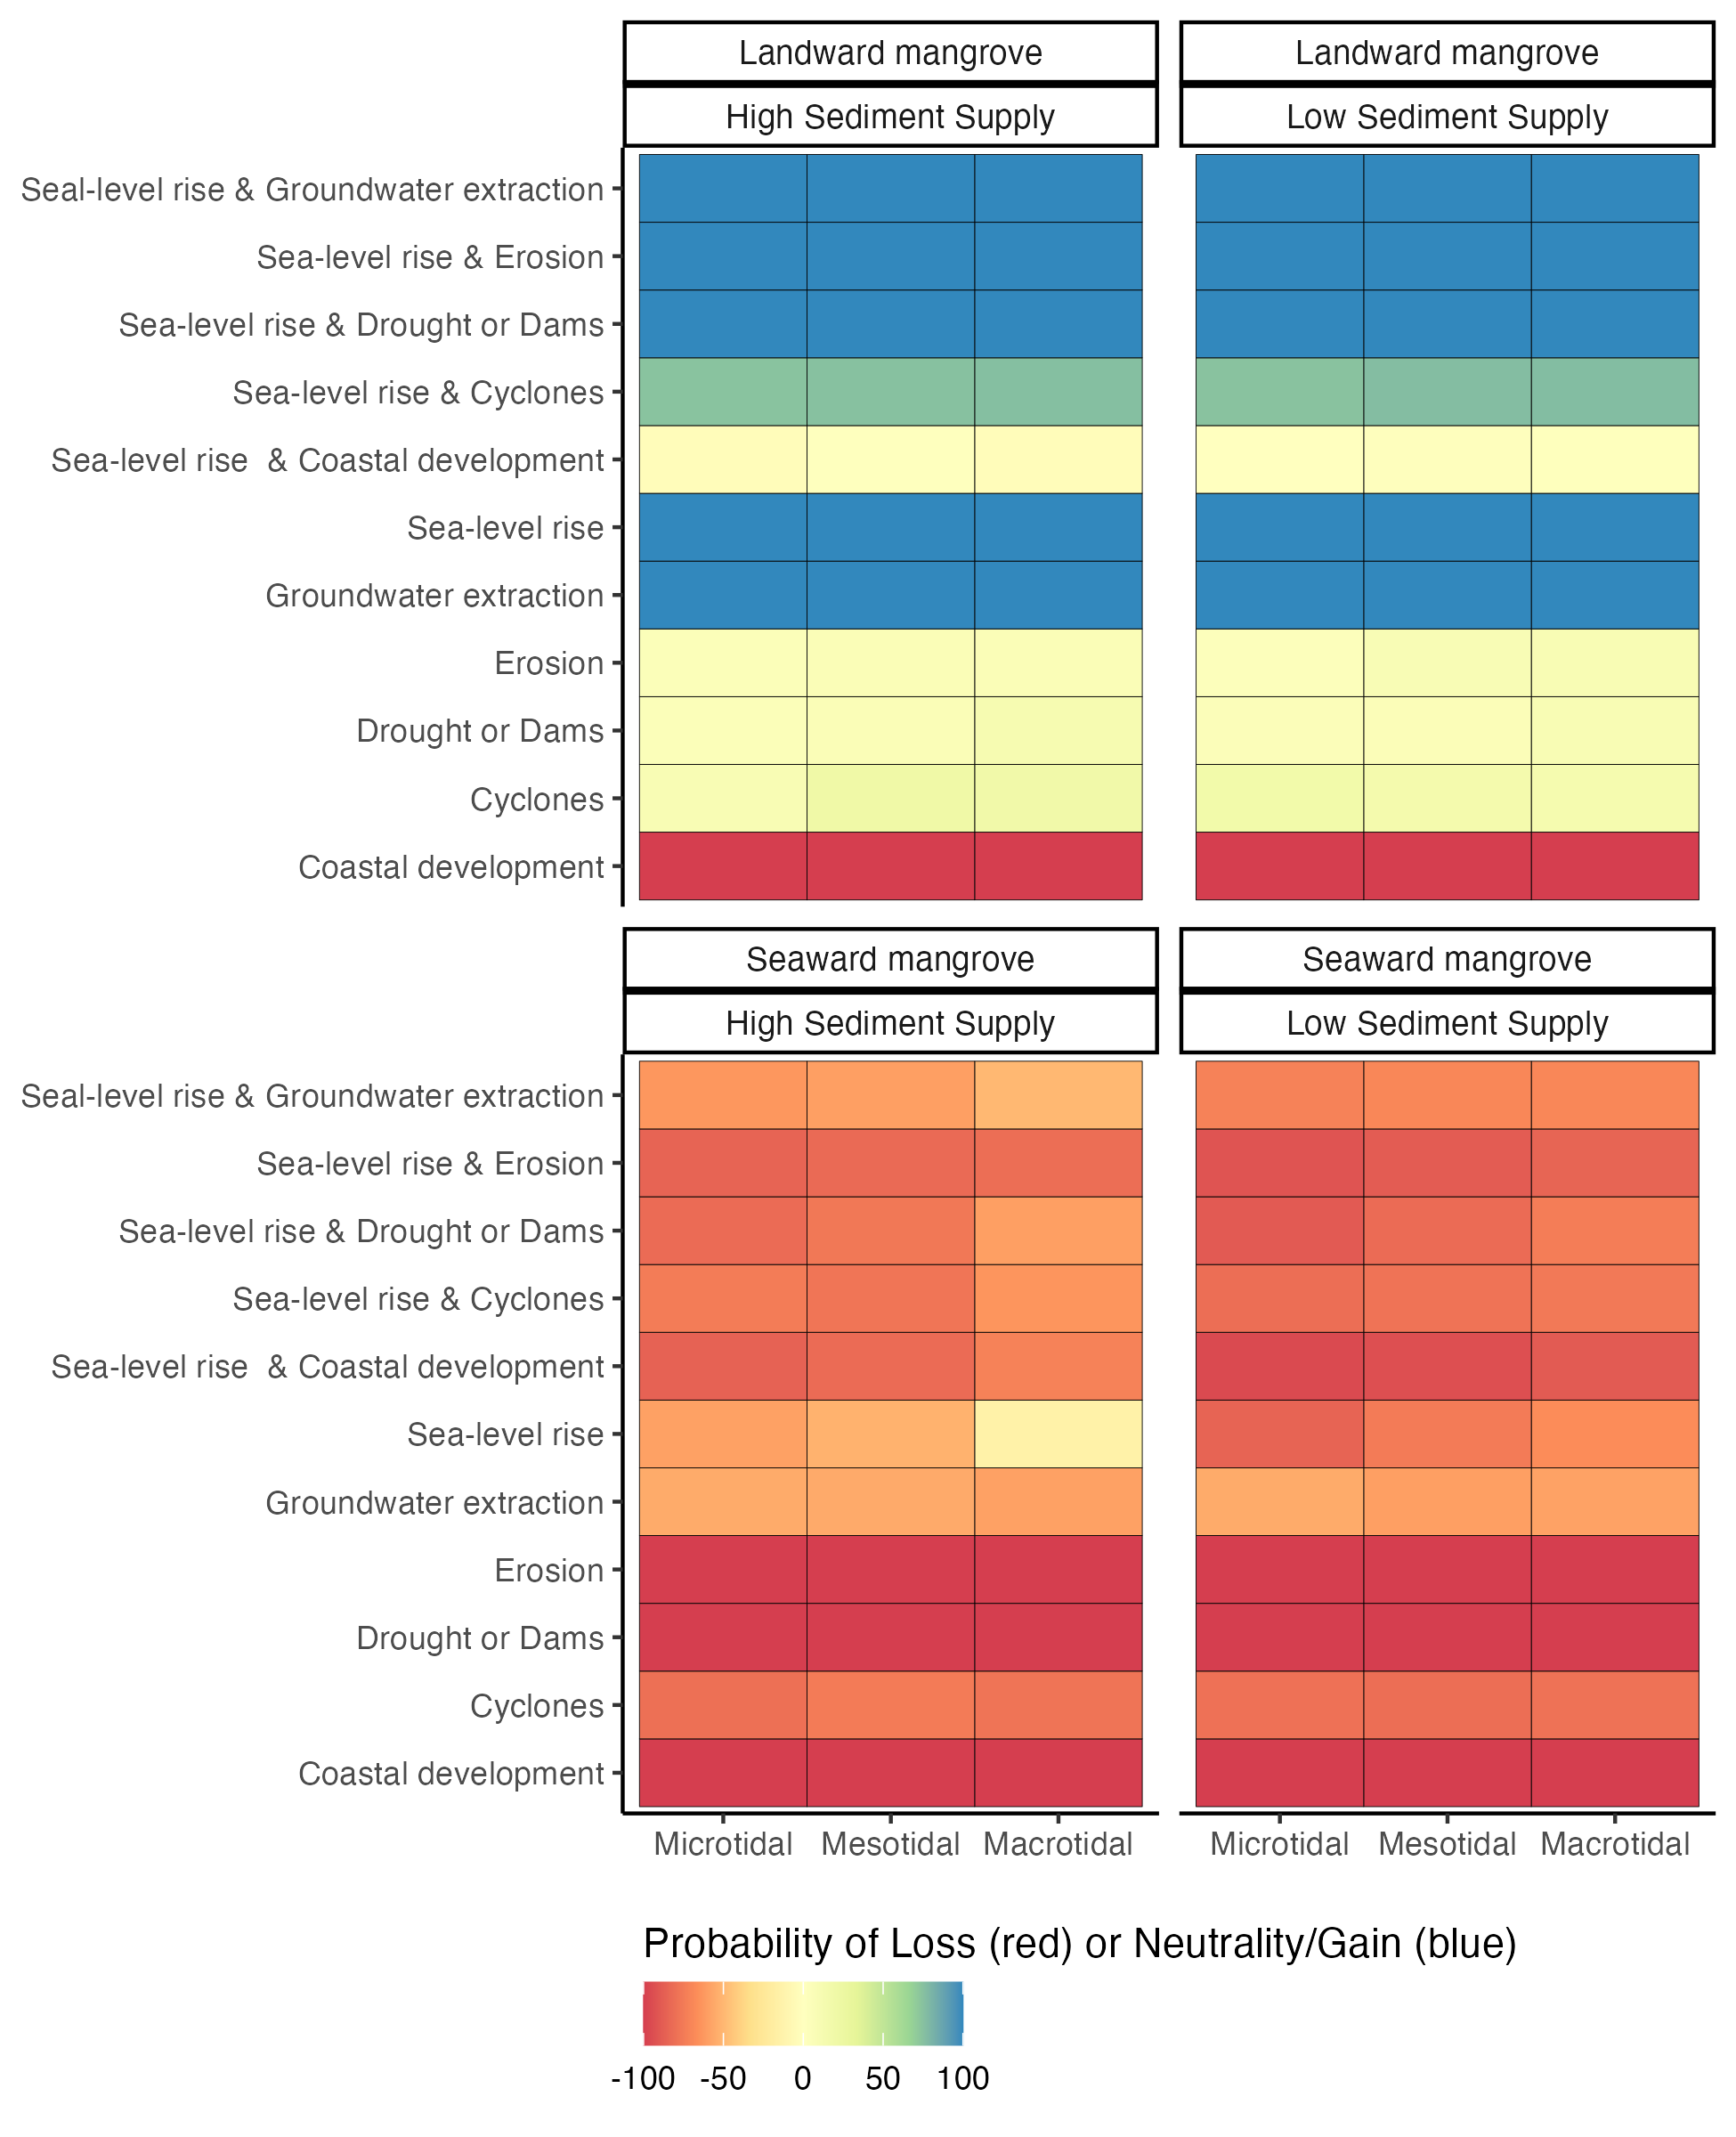 Landward mangrove
Landward mangrove
High Sediment Supply
Low Sediment Supply
Seal-level rise & Groundwater extraction
Sea-level rise & Erosion
Sea-level rise & Drought or Dams
Sea-level rise & Cyclones
Sea-level rise  & Coastal development
Sea-level rise
Groundwater extraction
Erosion
Drought or Dams
Cyclones
Coastal development
Seaward mangrove
Seaward mangrove
High Sediment Supply
Low Sediment Supply
Seal-level rise & Groundwater extraction
Sea-level rise & Erosion
Sea-level rise & Drought or Dams
Sea-level rise & Cyclones
Sea-level rise  & Coastal development
Sea-level rise
Groundwater extraction
Erosion
Drought or Dams
Cyclones
Coastal development
Microtidal Mesotidal Macrotidal
Microtidal Mesotidal Macrotidal
Probability of Loss (red) or Neutrality/Gain (blue)
-100 -50 0 50 100